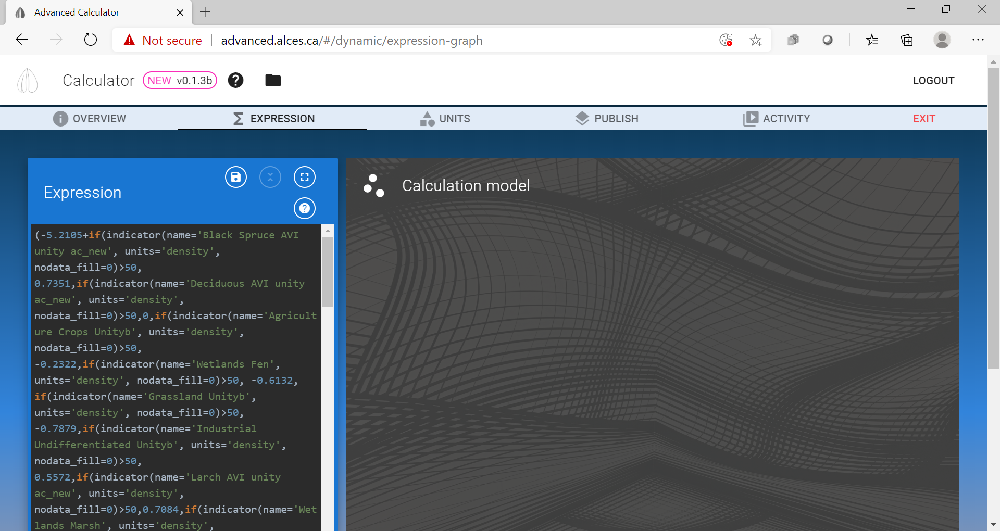 Advanced Calculator
Not secure
advanced.alces.ca/#/dynamic/expression-graph
Calculator
NEW v0.1.3b
LOGOUT
OVERVIEW
EXPRESSION
UNITS
PUBLISH
ACTIVITY
EXIT
Expression
(-5.2105+if(indicator(name='Black Spruce AVI
unity ac_new', units='density',
nodata_fill=0)>50,
0.7351,if(indicator(name='Deciduous AVI unity
ac_new', units='density',
nodata_fill=0)>50,0,if(indicator(name='Agricult
ure Crops Unityb', units='density',
nodata_fill=0)>50,
-0.2322,if(indicator(name='Wetlands Fen',
units='density', nodata_fill=0)>50, -0.6132,
if(indicator(name='Grassland Unityb',
units='density', nodata_fill=0)>50,
-0.7879,if(indicator(name='Industrial
Undifferentiated Unityb', units='density',
nodata_fill=0)>50,
0.5572,if(indicator(name='Larch AVI unity
ac_new', units='density',
nodata_fill=0)>50,0.7084,if(indicator(name='Wet
lands Marsh', units='density',
Calculation model